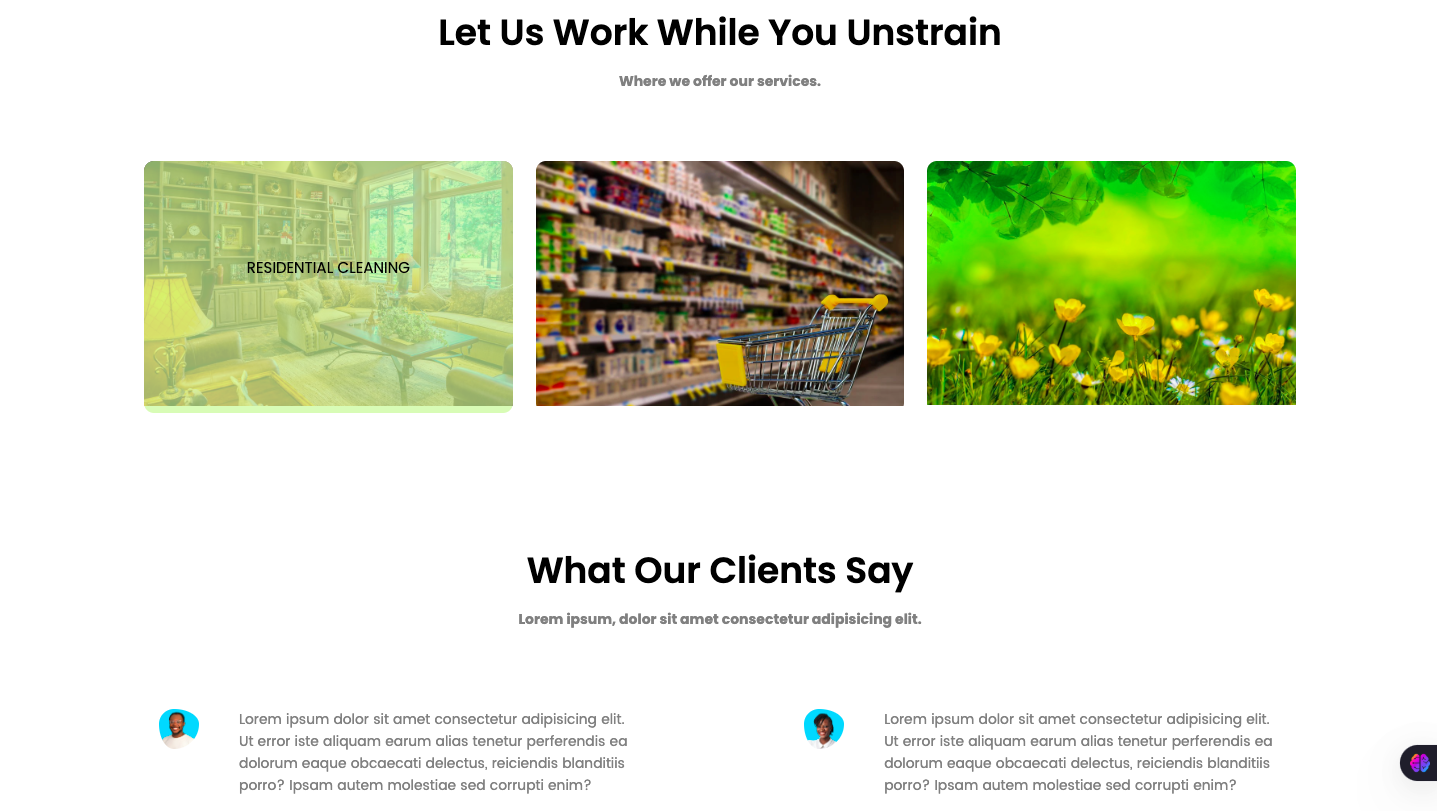 Let Us Work While You Unstrain
Where we offer our services.
RESIDENTIAL CLEANING
What Our Clients Say
Lorem ipsum, dolor sit amet consectetur adipisicing elit.
Lorem ipsum dolor sit amet consectetur adipisicing elit.
Ut error iste aliquam earum alias tenetur perferendis ea
dolorum eaque obcaecati delectus, reiciendis blanditiis
porro? Ipsam autem molestiae sed corrupti enim?
Lorem ipsum dolor sit amet consectetur adipisicing elit.
Ut error iste aliquam earum alias tenetur perferendis ea
dolorum eaque obcaecati delectus, reiciendis blanditiis
porro? Ipsam autem molestiae sed corrupti enim?